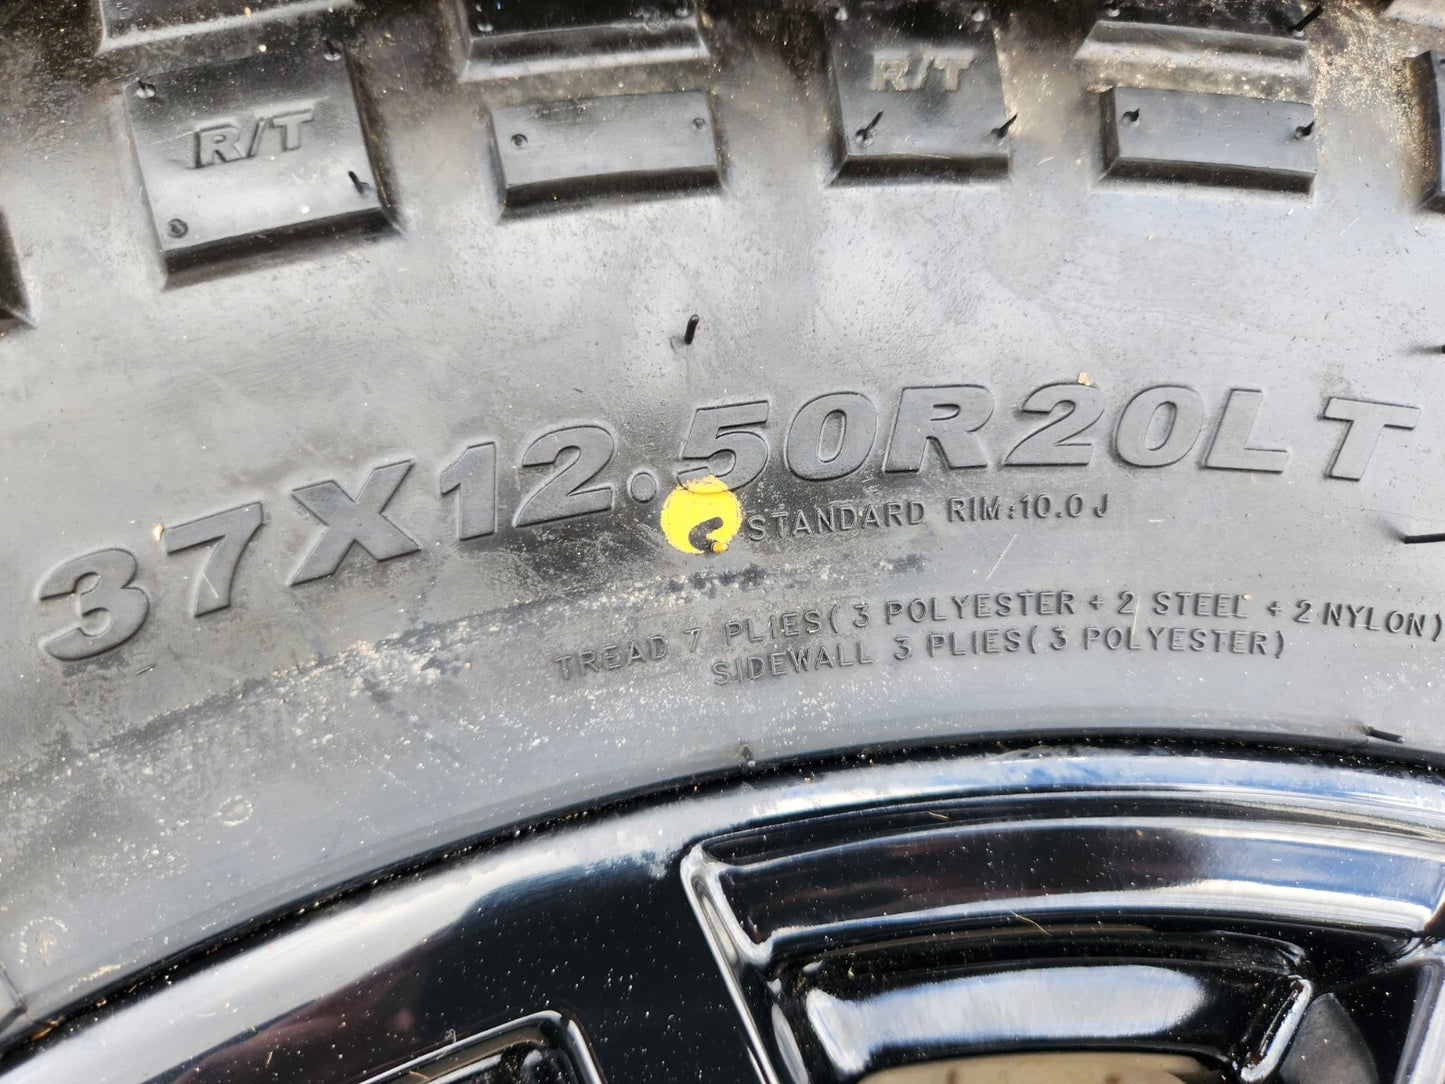 R/T
R/T
37X12.50R20LT
STANDARD RIM:10.0J
TREAD 7 PLIES(3 POLYESTER + 2 STEEL + 2 NYLON)
SIDEWALL 3 PLIES(3 POLYESTER)